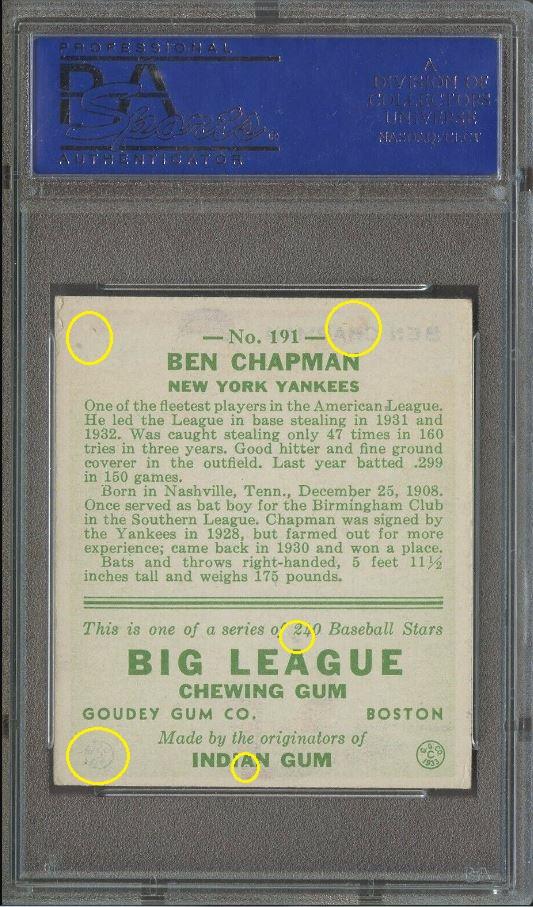 PROFESSIONAL
PSA
Sports
AUTHENTICATOR
A
DIVISION OF
COLLECTORS
UNIVERSE
NASDAQ: CLCT
— No. 191 —
BEN CHAPMAN
NEW YORK YANKEES
One of the fleetest players in the American League.
He led the League in base stealing in 1931 and
1932. Was caught stealing only 47 times in 160
tries in three years. Good hitter and fine ground
coverer in the outfield. Last year batted .299
in 150 games.
Born in Nashville, Tenn., December 25, 1908.
Once served as bat boy for the Birmingham Club
in the Southern League. Chapman was signed by
the Yankees in 1928, but farmed out for more
experience; came back in 1930 and won a place.
Bats and throws right-handed, 5 feet 11½
inches tall and weighs 175 pounds.
This is one of a series of 240 Baseball Stars
BIG LEAGUE
CHEWING GUM
GOUDEY GUM CO. BOSTON
Made by the originators of
INDIAN GUM
G.G.CO.
C
1933
PSA